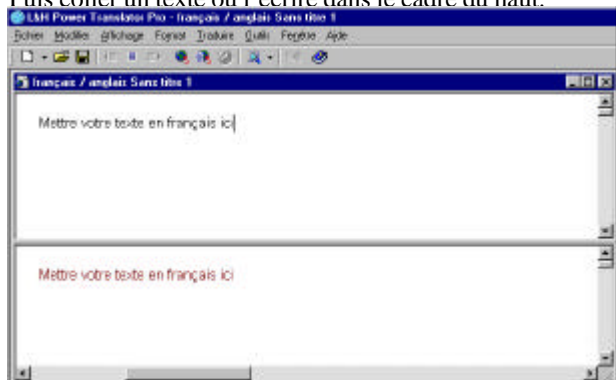 Puis coller un texte ou l'écrire dans le cadre du haut.
L&H Power Translator Pro - français / anglais Sans titre 1
Fichier Modifier Affichage Format Traduire Outils Fenêtre Aide
français / anglais Sans titre 1
Mettre votre texte en français ici
Mettre votre texte en français ici